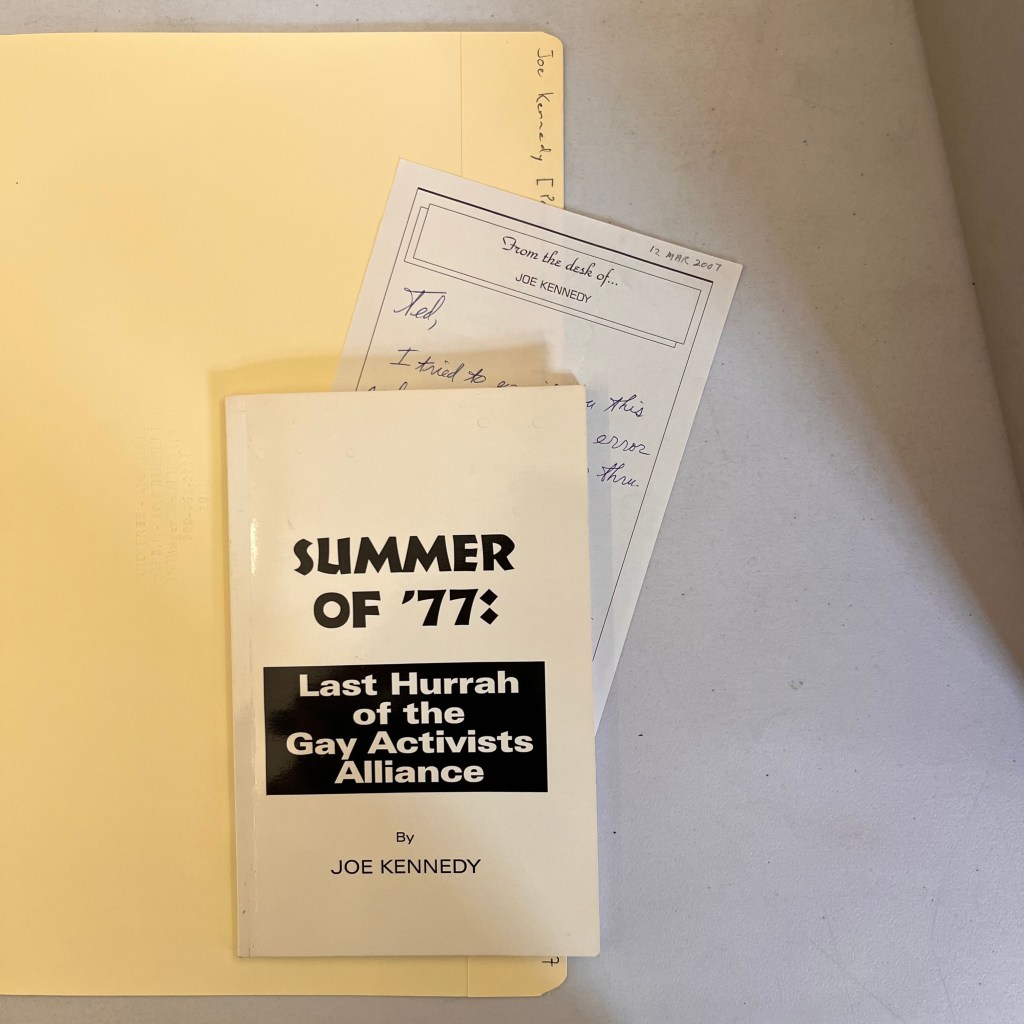 Joe Kennedy [
12 MAR 2007
From the desk of...
JOE KENNEDY
Ted,
I tried to
this
error
thru
SUMMER
OF '77:
Last Hurrah
of the
Gay Activists
Alliance
By
JOE KENNEDY
7